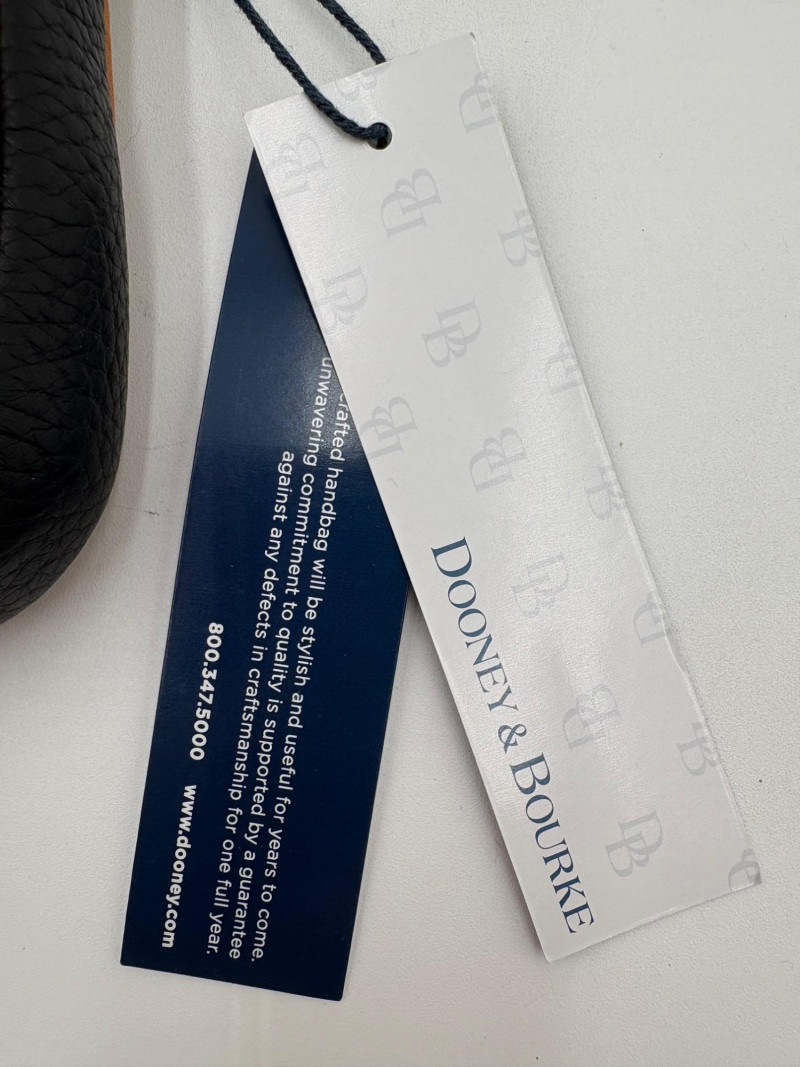 DOONEY & BOURKE
crafted handbag will be stylish and useful for years to come.
unwavering commitment to quality is supported by a guarantee
against any defects in craftsmanship for one full year.
800.347.5000 www.dooney.com